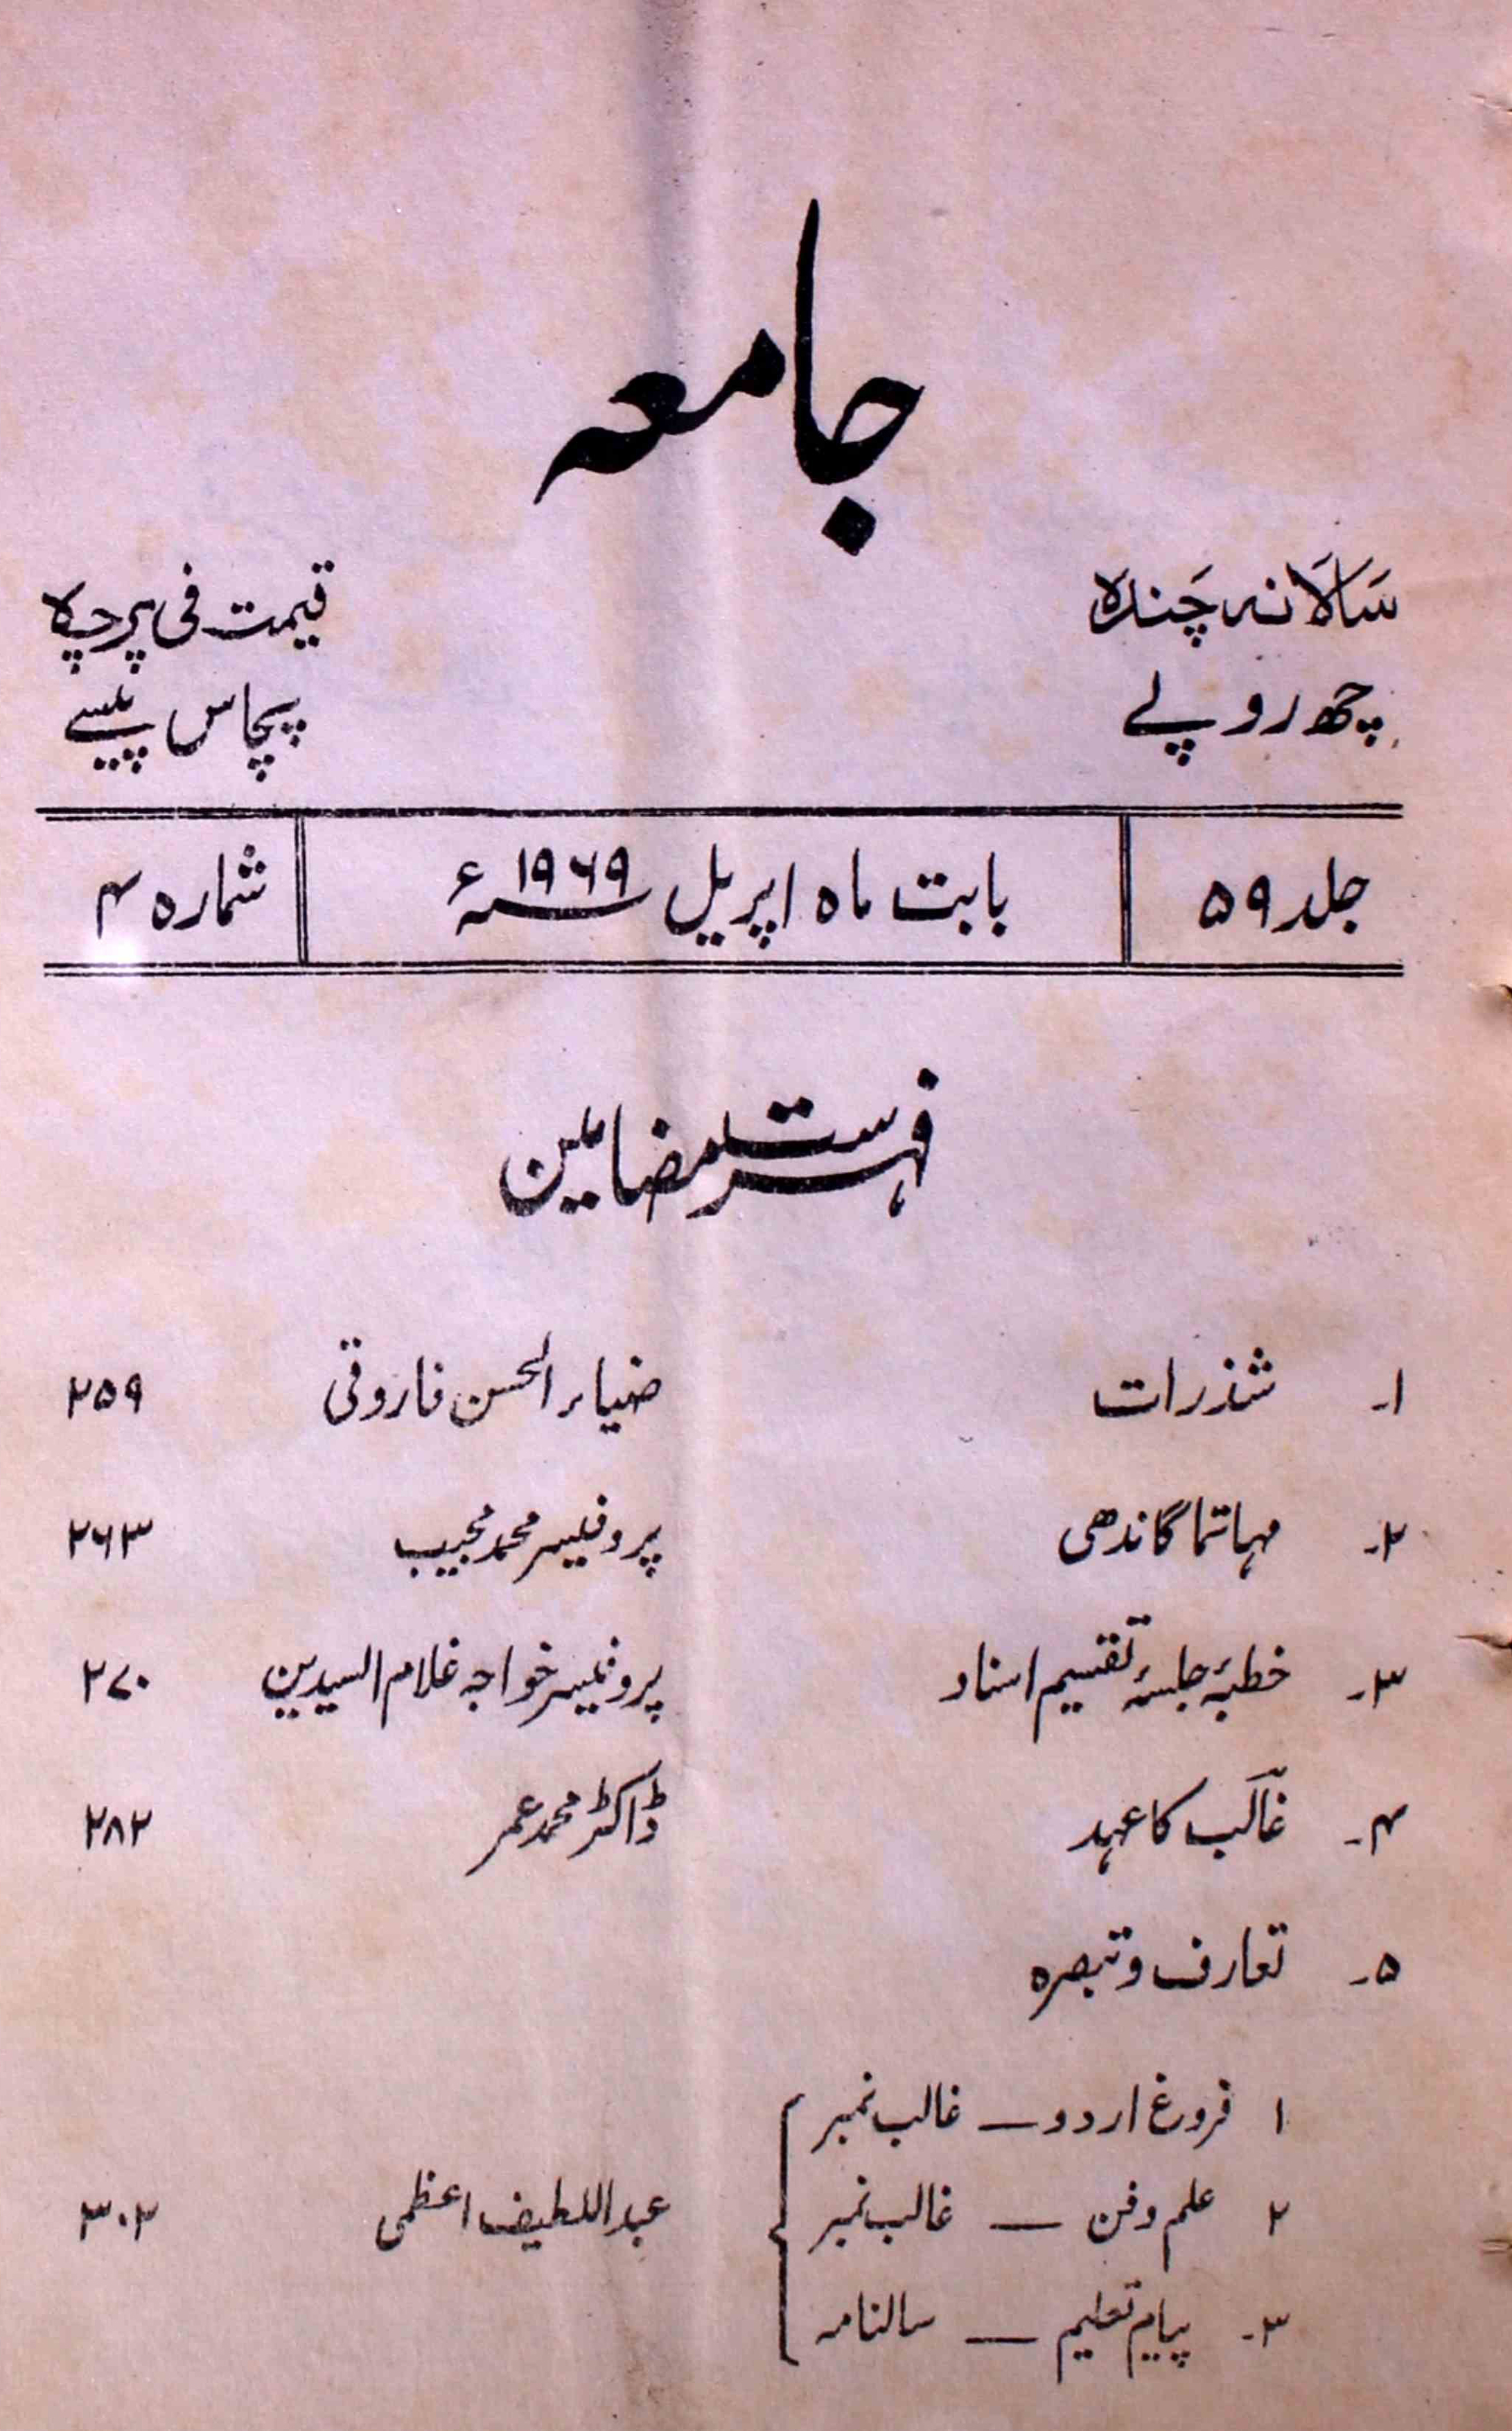 جامعہ
سالانہ چندہ قیمت فی پرچہ
چھ روپے پچاس پیسے
جلد ۵۹ بابت ماہ اپریل ۱۹۶۹ء شمارہ ۴
فہرست مضامین
۱۔ شذرات ضیاء الحسن فاروقی ۲۵۹
۲۔ مہاتما گاندھی پروفیسر محمد مجیب ۲۶۳
۳۔ خطبۂ جلسۂ تقسیم اسناد پروفیسر خواجہ غلام السیدین ۲۷۰
۴۔ غالب کا عہد ڈاکٹر محمد عمر ۲۸۲
۵۔ تعارف و تبصرہ
۱ فروغ اردو — غالب نمبر
۲ علم و فن — غالب نمبر عبداللطیف اعظمی ۳۰۲
۳۔ پیام تعلیم — سالنامہ